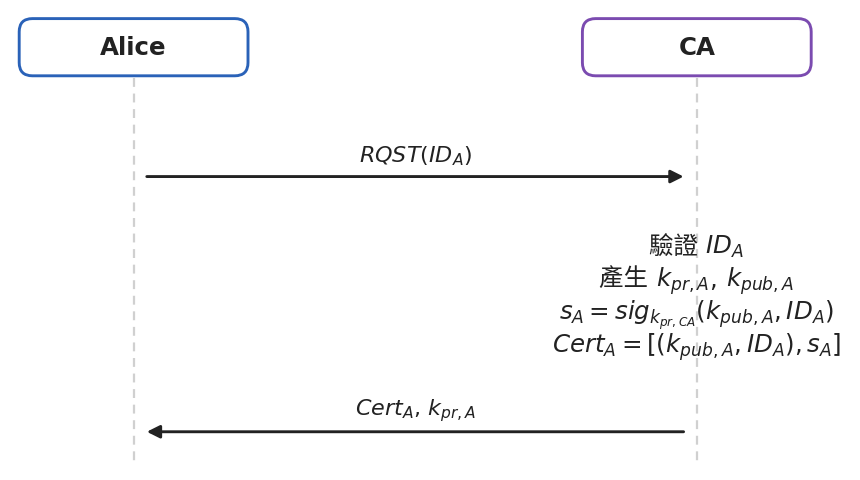 Alice
CA
RQST(ID_A)
驗證 ID_A
產生 k_{pr,A}, k_{pub,A}
s_A = sig_{k_{pr,CA}}(k_{pub,A}, ID_A)
Cert_A = [(k_{pub,A}, ID_A), s_A]
Cert_A, k_{pr,A}